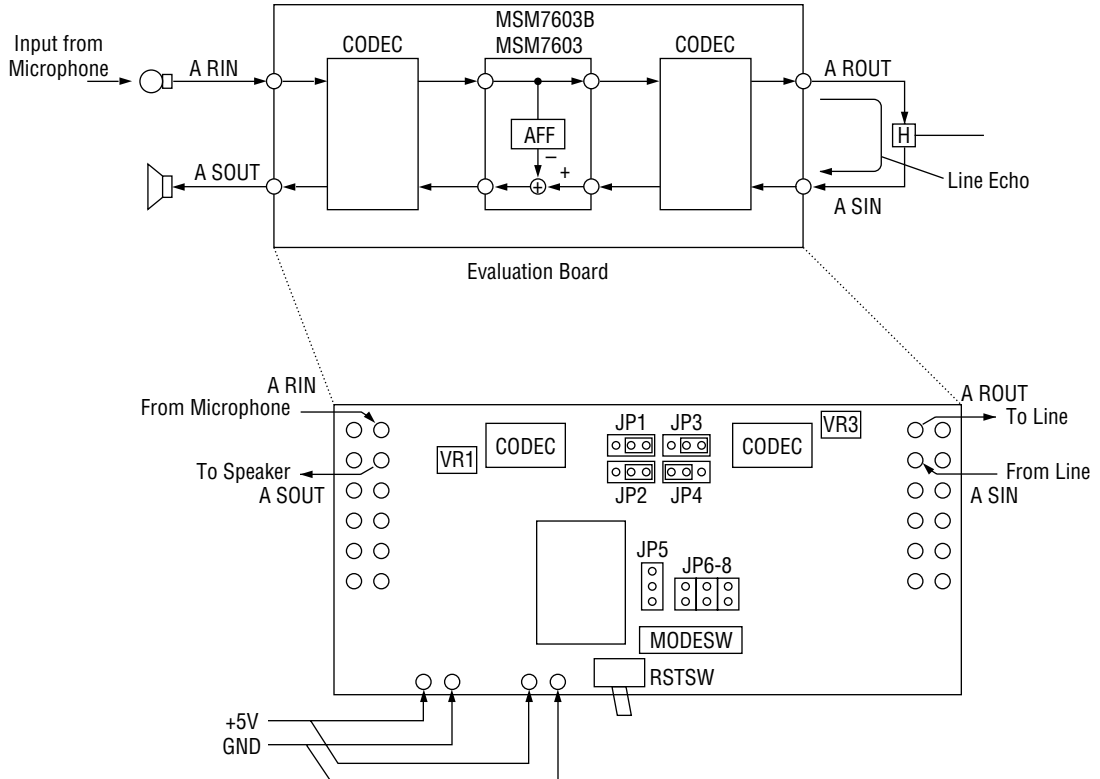 MSM7603B
MSM7603
Input from
Microphone
CODEC
CODEC
A RIN
A ROUT
AFF
H
–
+
+
A SOUT
Line Echo
A SIN
Evaluation Board
A RIN
From Microphone
A ROUT
To Line
JP1
JP3
VR3
VR1
CODEC
CODEC
To Speaker
A SOUT
From Line
A SIN
JP2
JP4
JP5
JP6-8
MODESW
RSTSW
+5V
GND